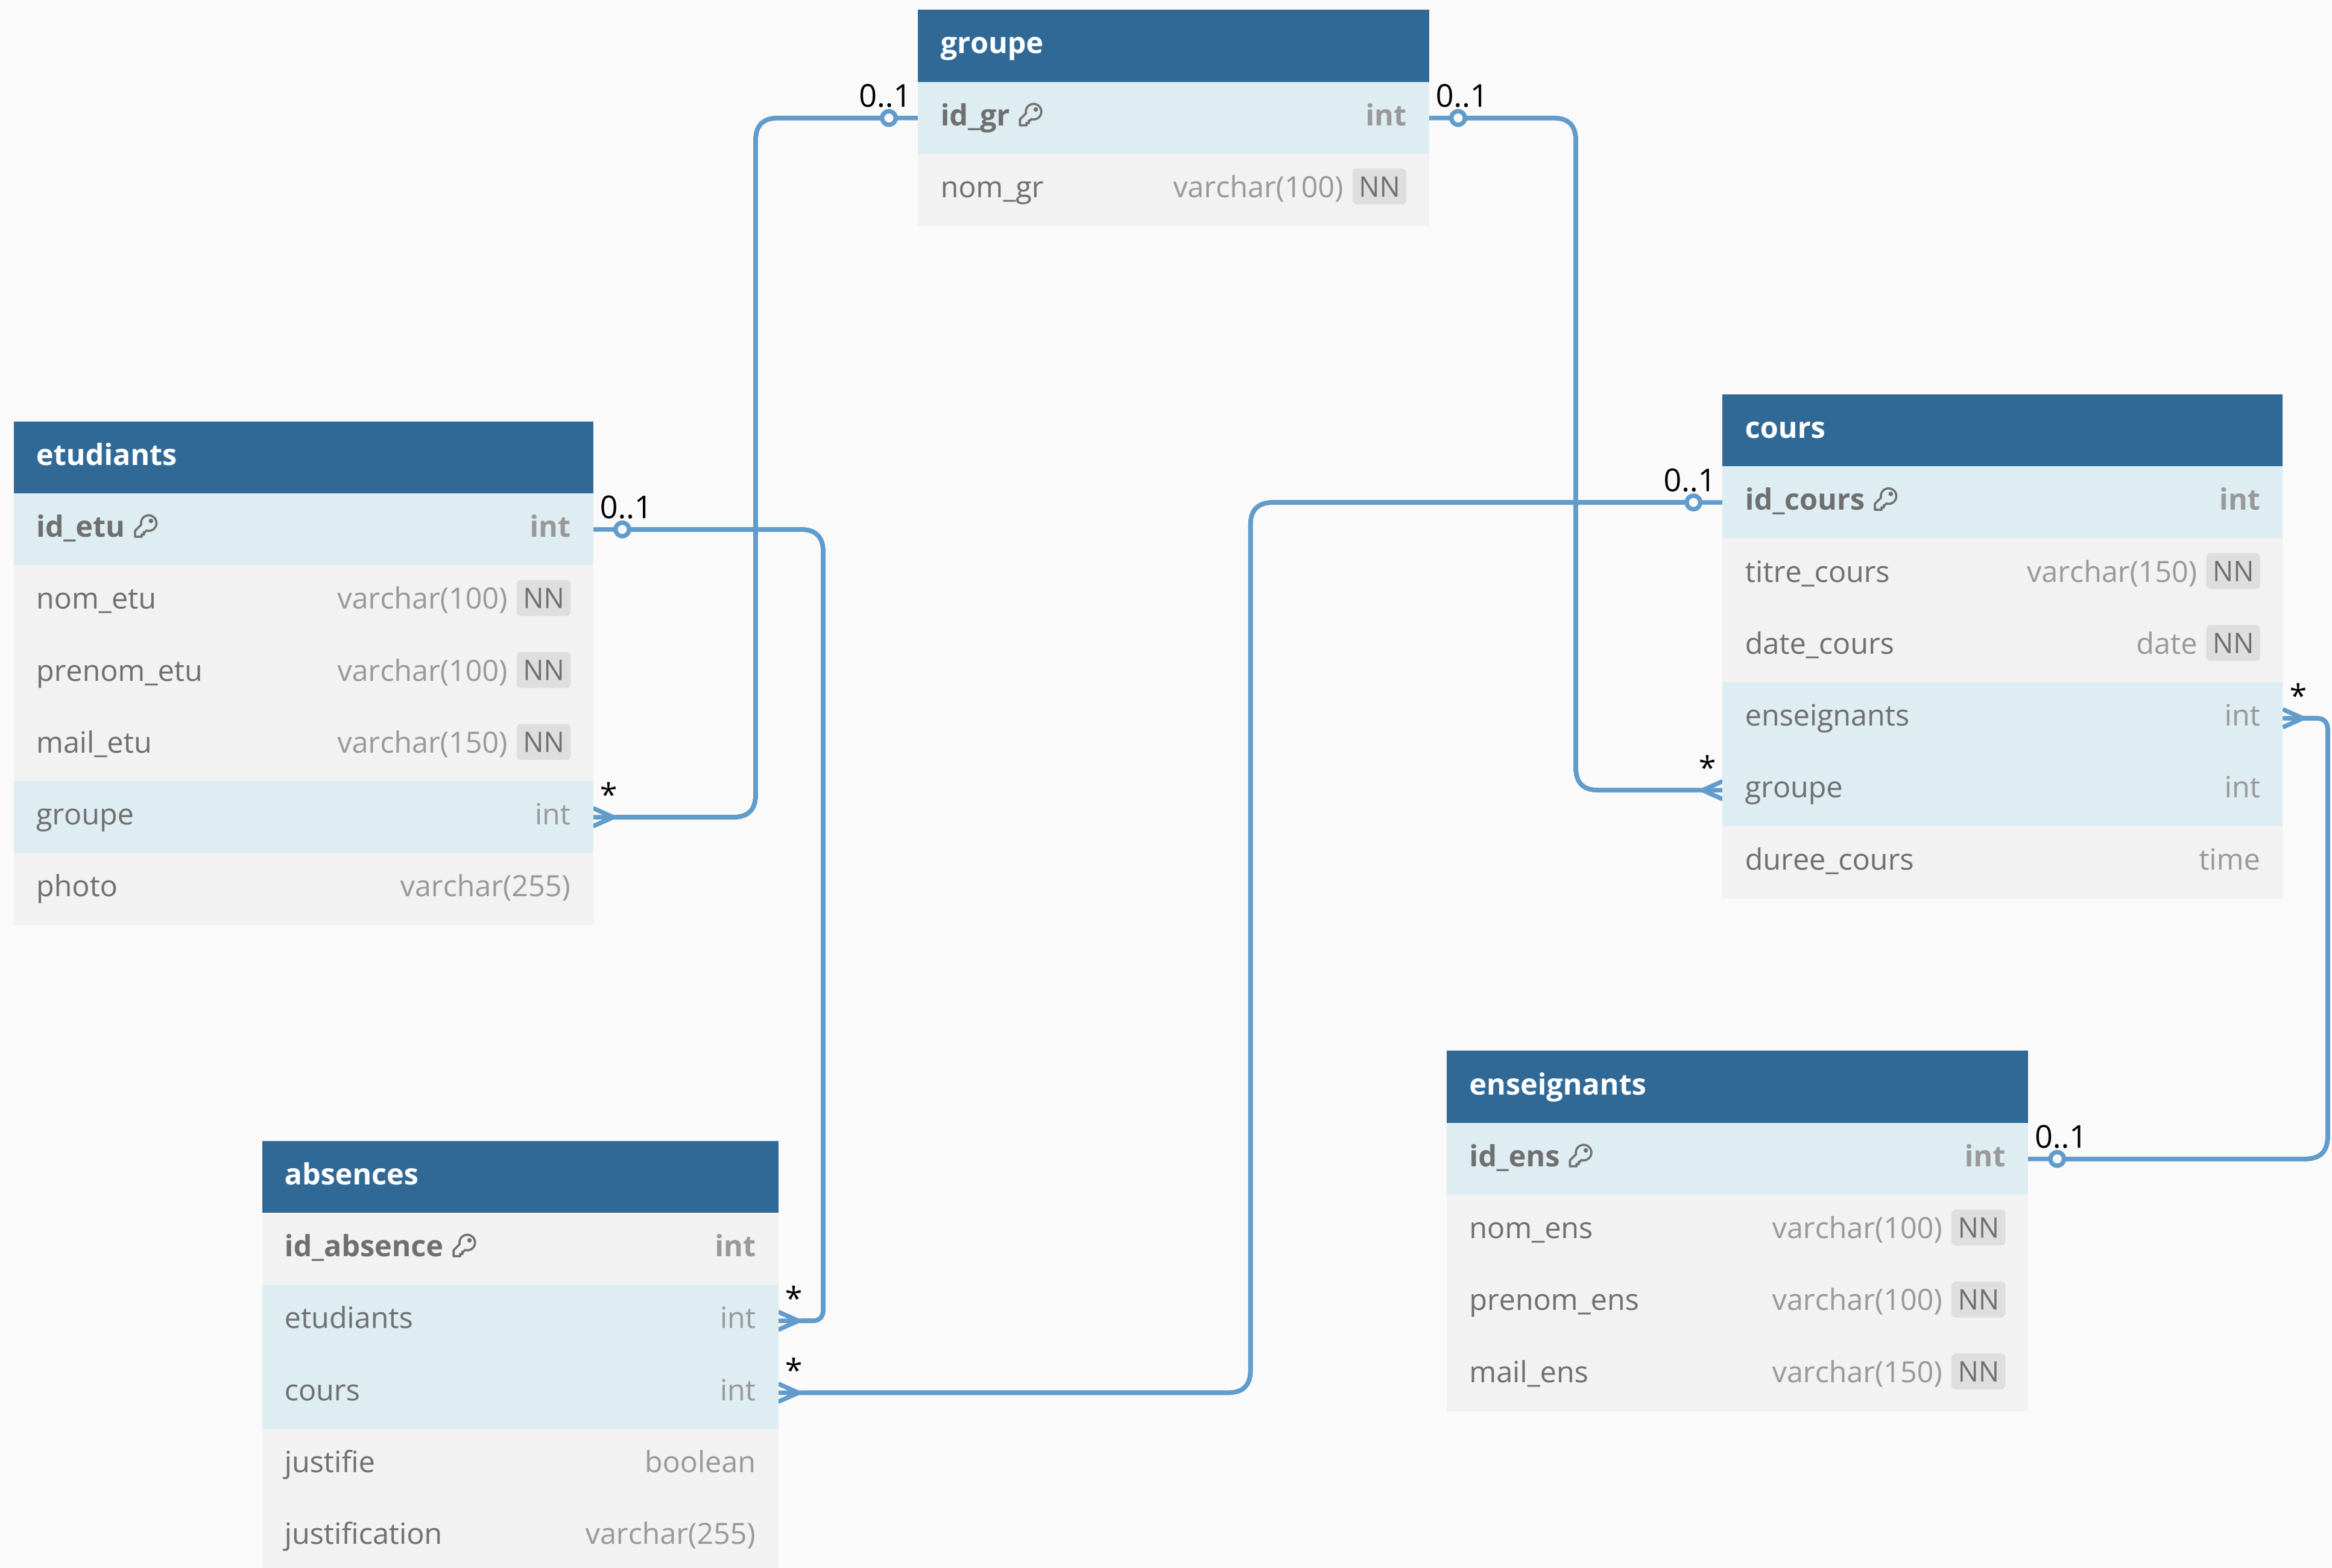 groupe
0..1
id_gr int
0..1
nom_gr varchar(100) NN
etudiants
id_etu int
0..1
nom_etu varchar(100) NN
prenom_etu varchar(100) NN
mail_etu varchar(150) NN
*
groupe int
photo varchar(255)
cours
0..1
id_cours int
titre_cours varchar(150) NN
date_cours date NN
*
enseignants int
*
groupe int
duree_cours time
absences
id_absence int
*
etudiants int
*
cours int
justifie boolean
justification varchar(255)
enseignants
0..1
id_ens int
nom_ens varchar(100) NN
prenom_ens varchar(100) NN
mail_ens varchar(150) NN